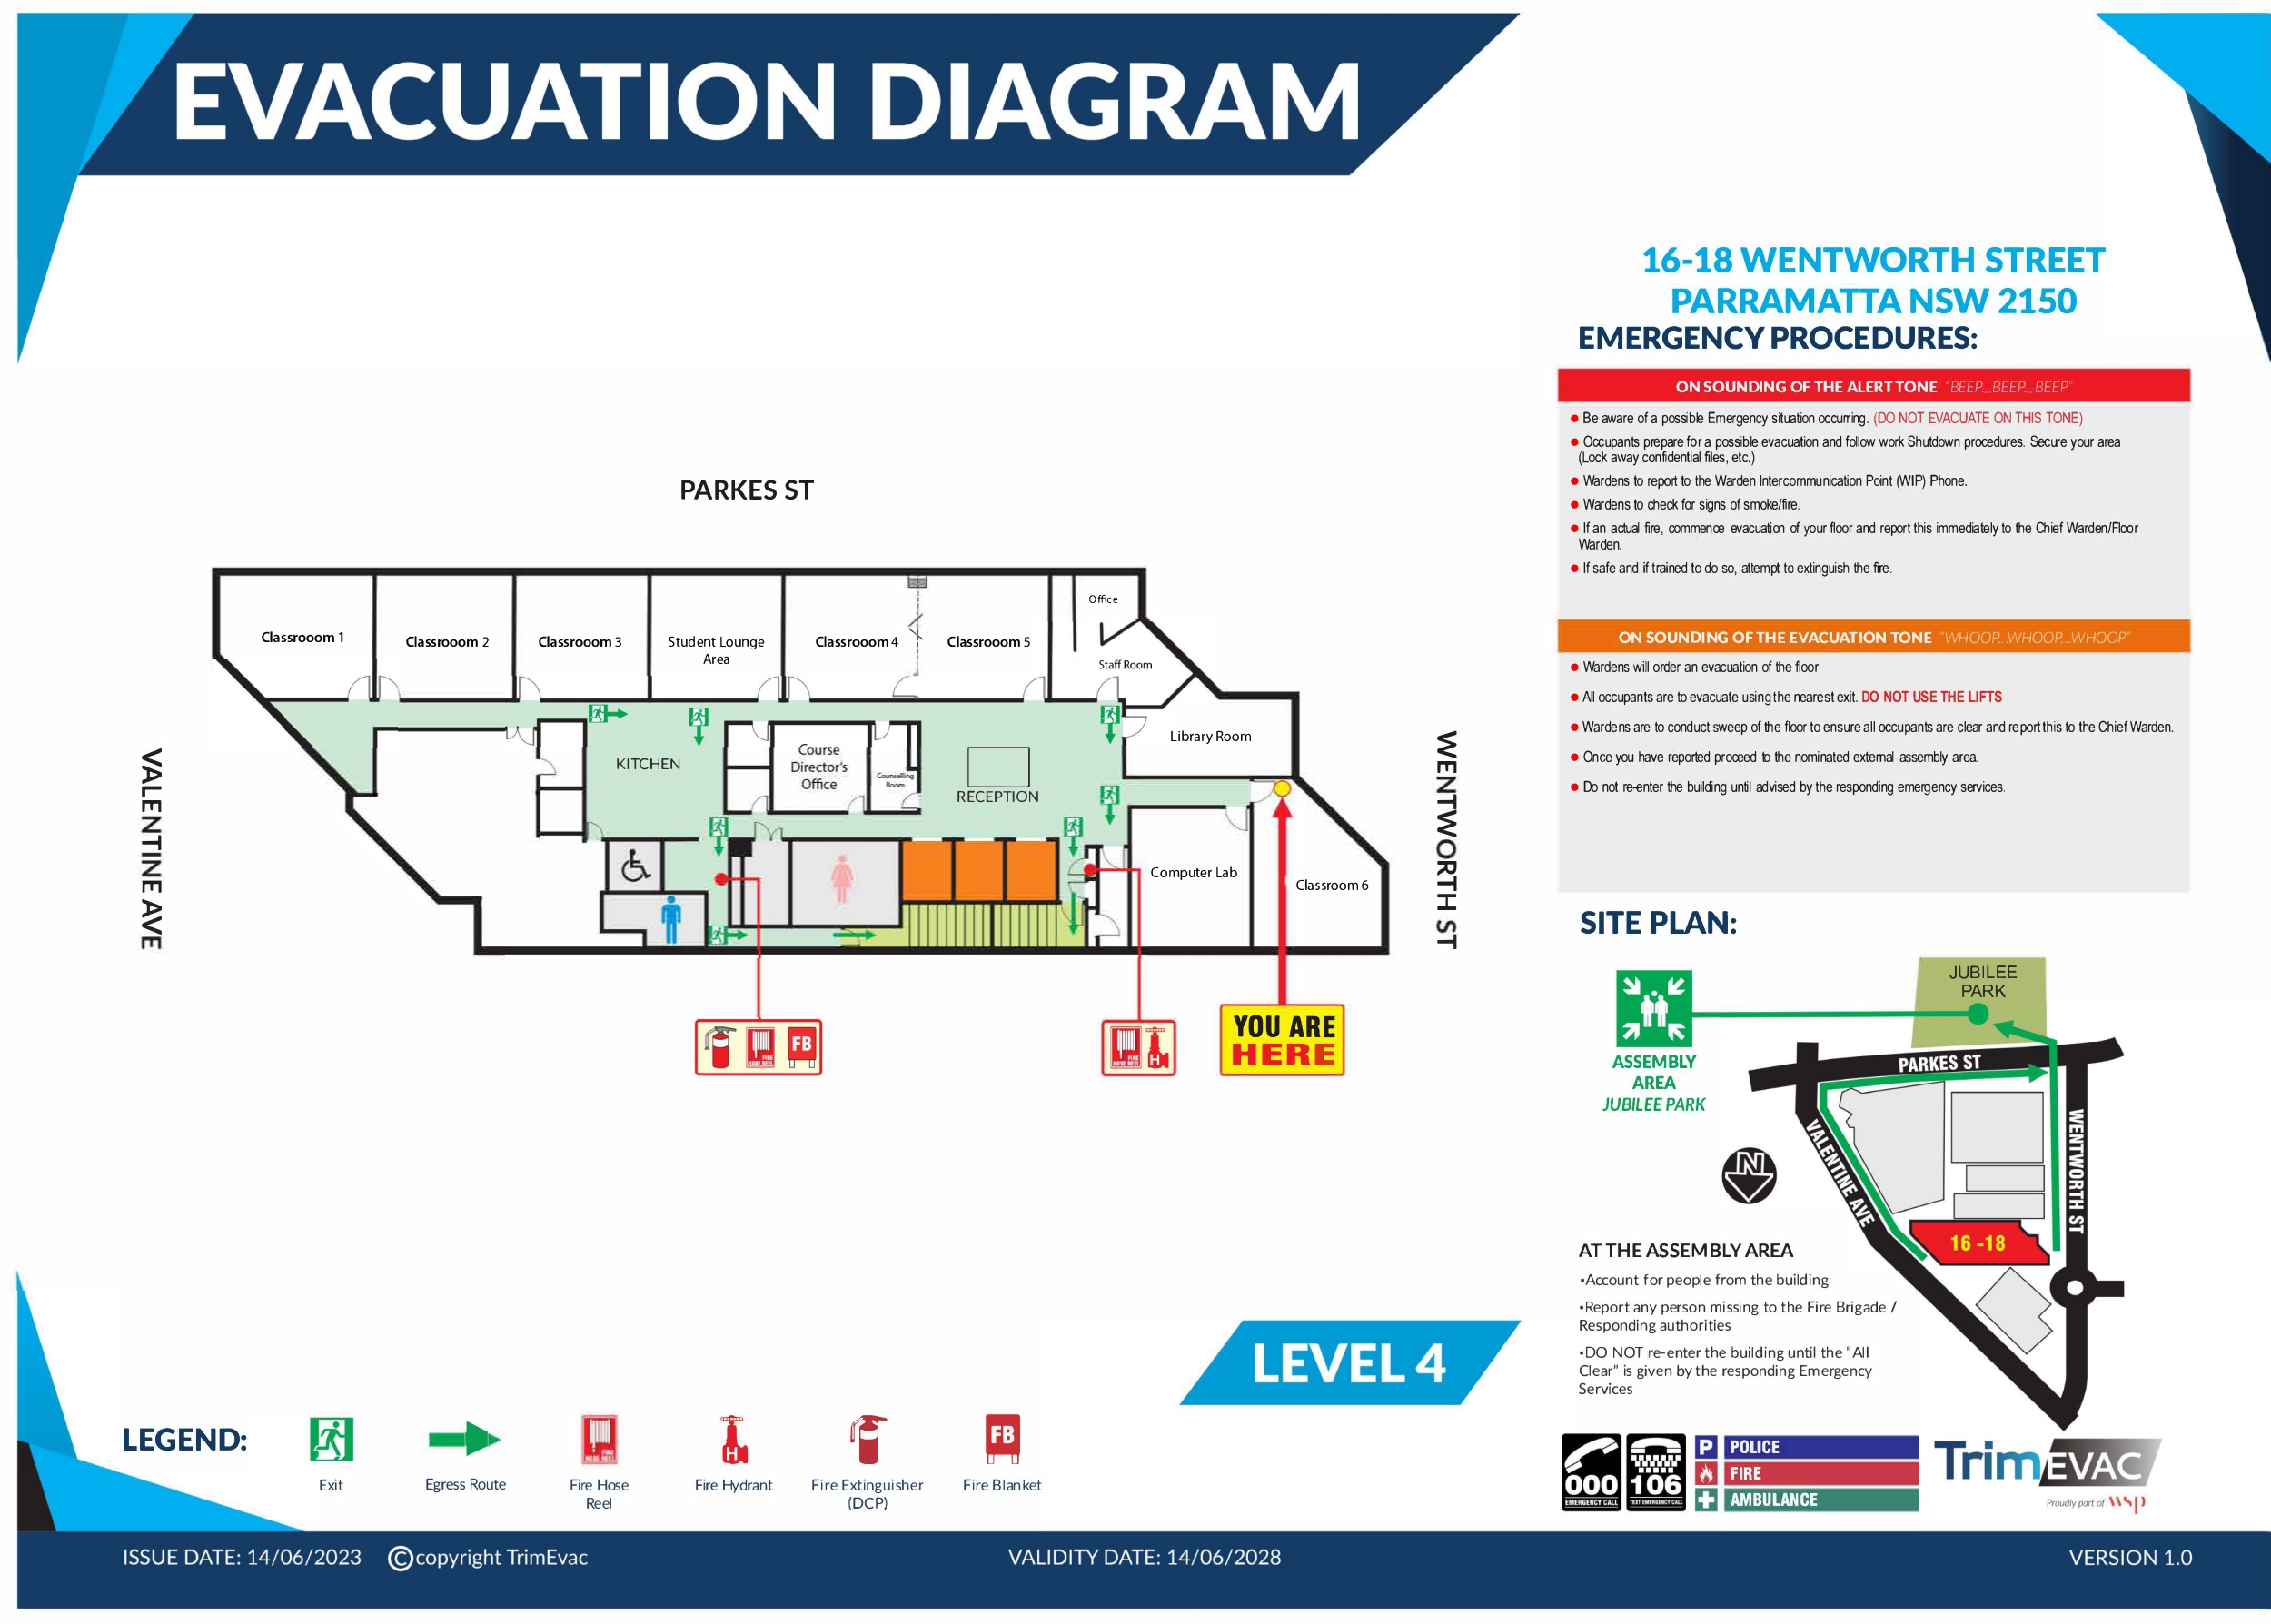 EVACUATION DIAGRAM
16-18 WENTWORTH STREET
PARRAMATTA NSW 2150
EMERGENCY PROCEDURES:
ON SOUNDING OF THE ALERT TONE "BEEP...BEEP...BEEP"
• Be aware of a possible Emergency situation occurring. (DO NOT EVACUATE ON THIS TONE)
• Occupants prepare for a possible evacuation and follow work Shutdown procedures. Secure your area
(Lock away confidential files, etc.)
• Wardens to report to the Warden Intercommunication Point (WIP) Phone.
• Wardens to check for signs of smoke/fire.
• If an actual fire, commence evacuation of your floor and report this immediately to the Chief Warden/Floor
Warden.
• If safe and if trained to do so, attempt to extinguish the fire.
ON SOUNDING OF THE EVACUATION TONE "WHOOP...WHOOP...WHOOP"
• Wardens will order an evacuation of the floor
• All occupants are to evacuate using the nearest exit. DO NOT USE THE LIFTS
• Wardens are to conduct sweep of the floor to ensure all occupants are clear and report this to the Chief Warden.
• Once you have reported proceed to the nominated external assembly area.
• Do not re-enter the building until advised by the responding emergency services.
PARKES ST
VALENTINE AVE
WENTWORTH ST
Classrooom 1
Classrooom 2
Classrooom 3
Student Lounge
Area
Classrooom 4
Classrooom 5
Office
Staff Room
Library Room
KITCHEN
Course
Director's
Office
Counselling
Room
RECEPTION
Computer Lab
Classroom 6
FIRE
HOSE REEL
FB
FIRE
HOSE REEL
H
YOU ARE
HERE
SITE PLAN:
JUBILEE
PARK
ASSEMBLY
AREA
JUBILEE PARK
PARKES ST
VALENTINE AVE
WENTWORTH ST
N
16 -18
AT THE ASSEMBLY AREA
•Account for people from the building
•Report any person missing to the Fire Brigade /
Responding authorities
•DO NOT re-enter the building until the "All
Clear" is given by the responding Emergency
Services
LEVEL 4
LEGEND:
Exit
Egress Route
FIRE
HOSE REEL
Fire Hose
Reel
H
Fire Hydrant
Fire Extinguisher
(DCP)
FB
Fire Blanket
000
EMERGENCY CALL
106
TEXT EMERGENCY CALL
P POLICE
FIRE
AMBULANCE
TrimEVAC
Proudly part of wsp
ISSUE DATE: 14/06/2023 ©copyright TrimEvac
VALIDITY DATE: 14/06/2028
VERSION 1.0